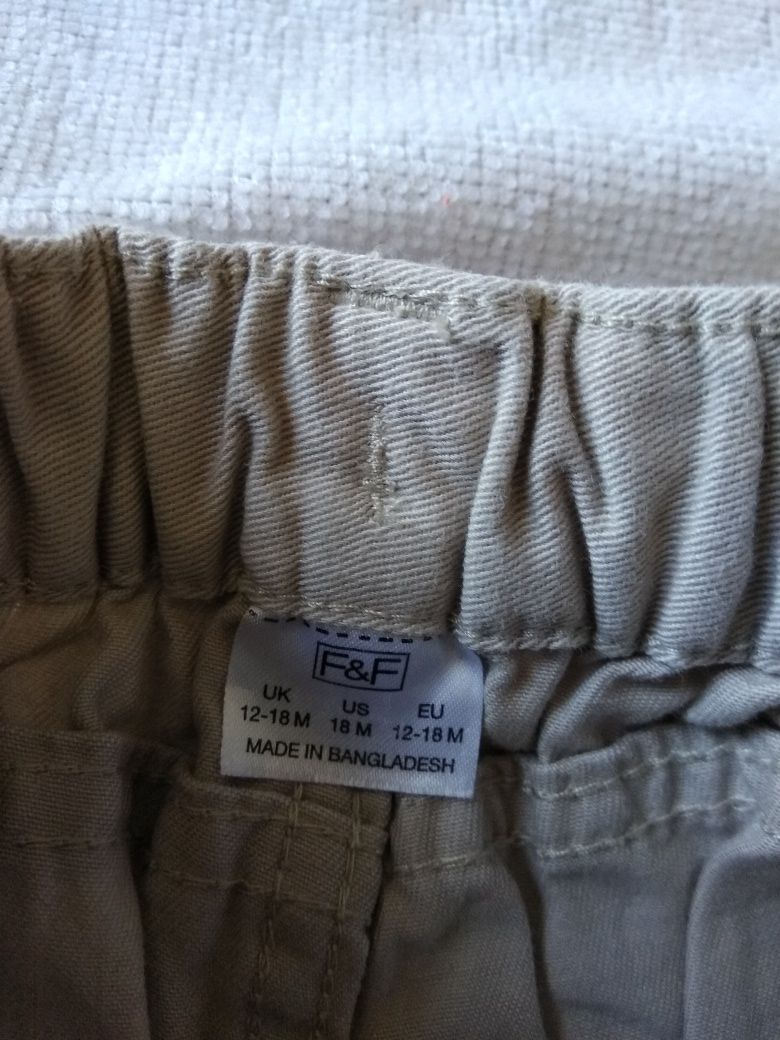 F&F
UK US EU
12-18 M 18 M 12-18 M
MADE IN BANGLADESH